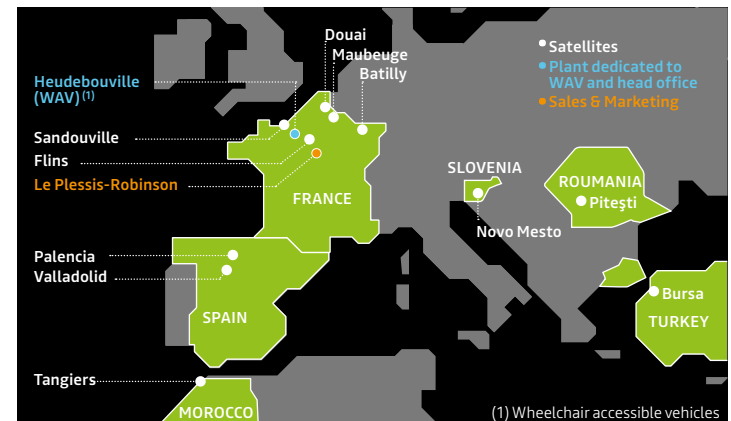 Douai
Maubeuge
Batilly
Satellites
Plant dedicated to
WAV and head office
Sales & Marketing
Heudebouville
(WAV) (1)
Sandouville
Flins
Le Plessis-Robinson
FRANCE
SLOVENIA
Novo Mesto
ROUMANIA
Piteşti
Palencia
Valladolid
SPAIN
Bursa
TURKEY
Tangiers
MOROCCO
(1) Wheelchair accessible vehicles